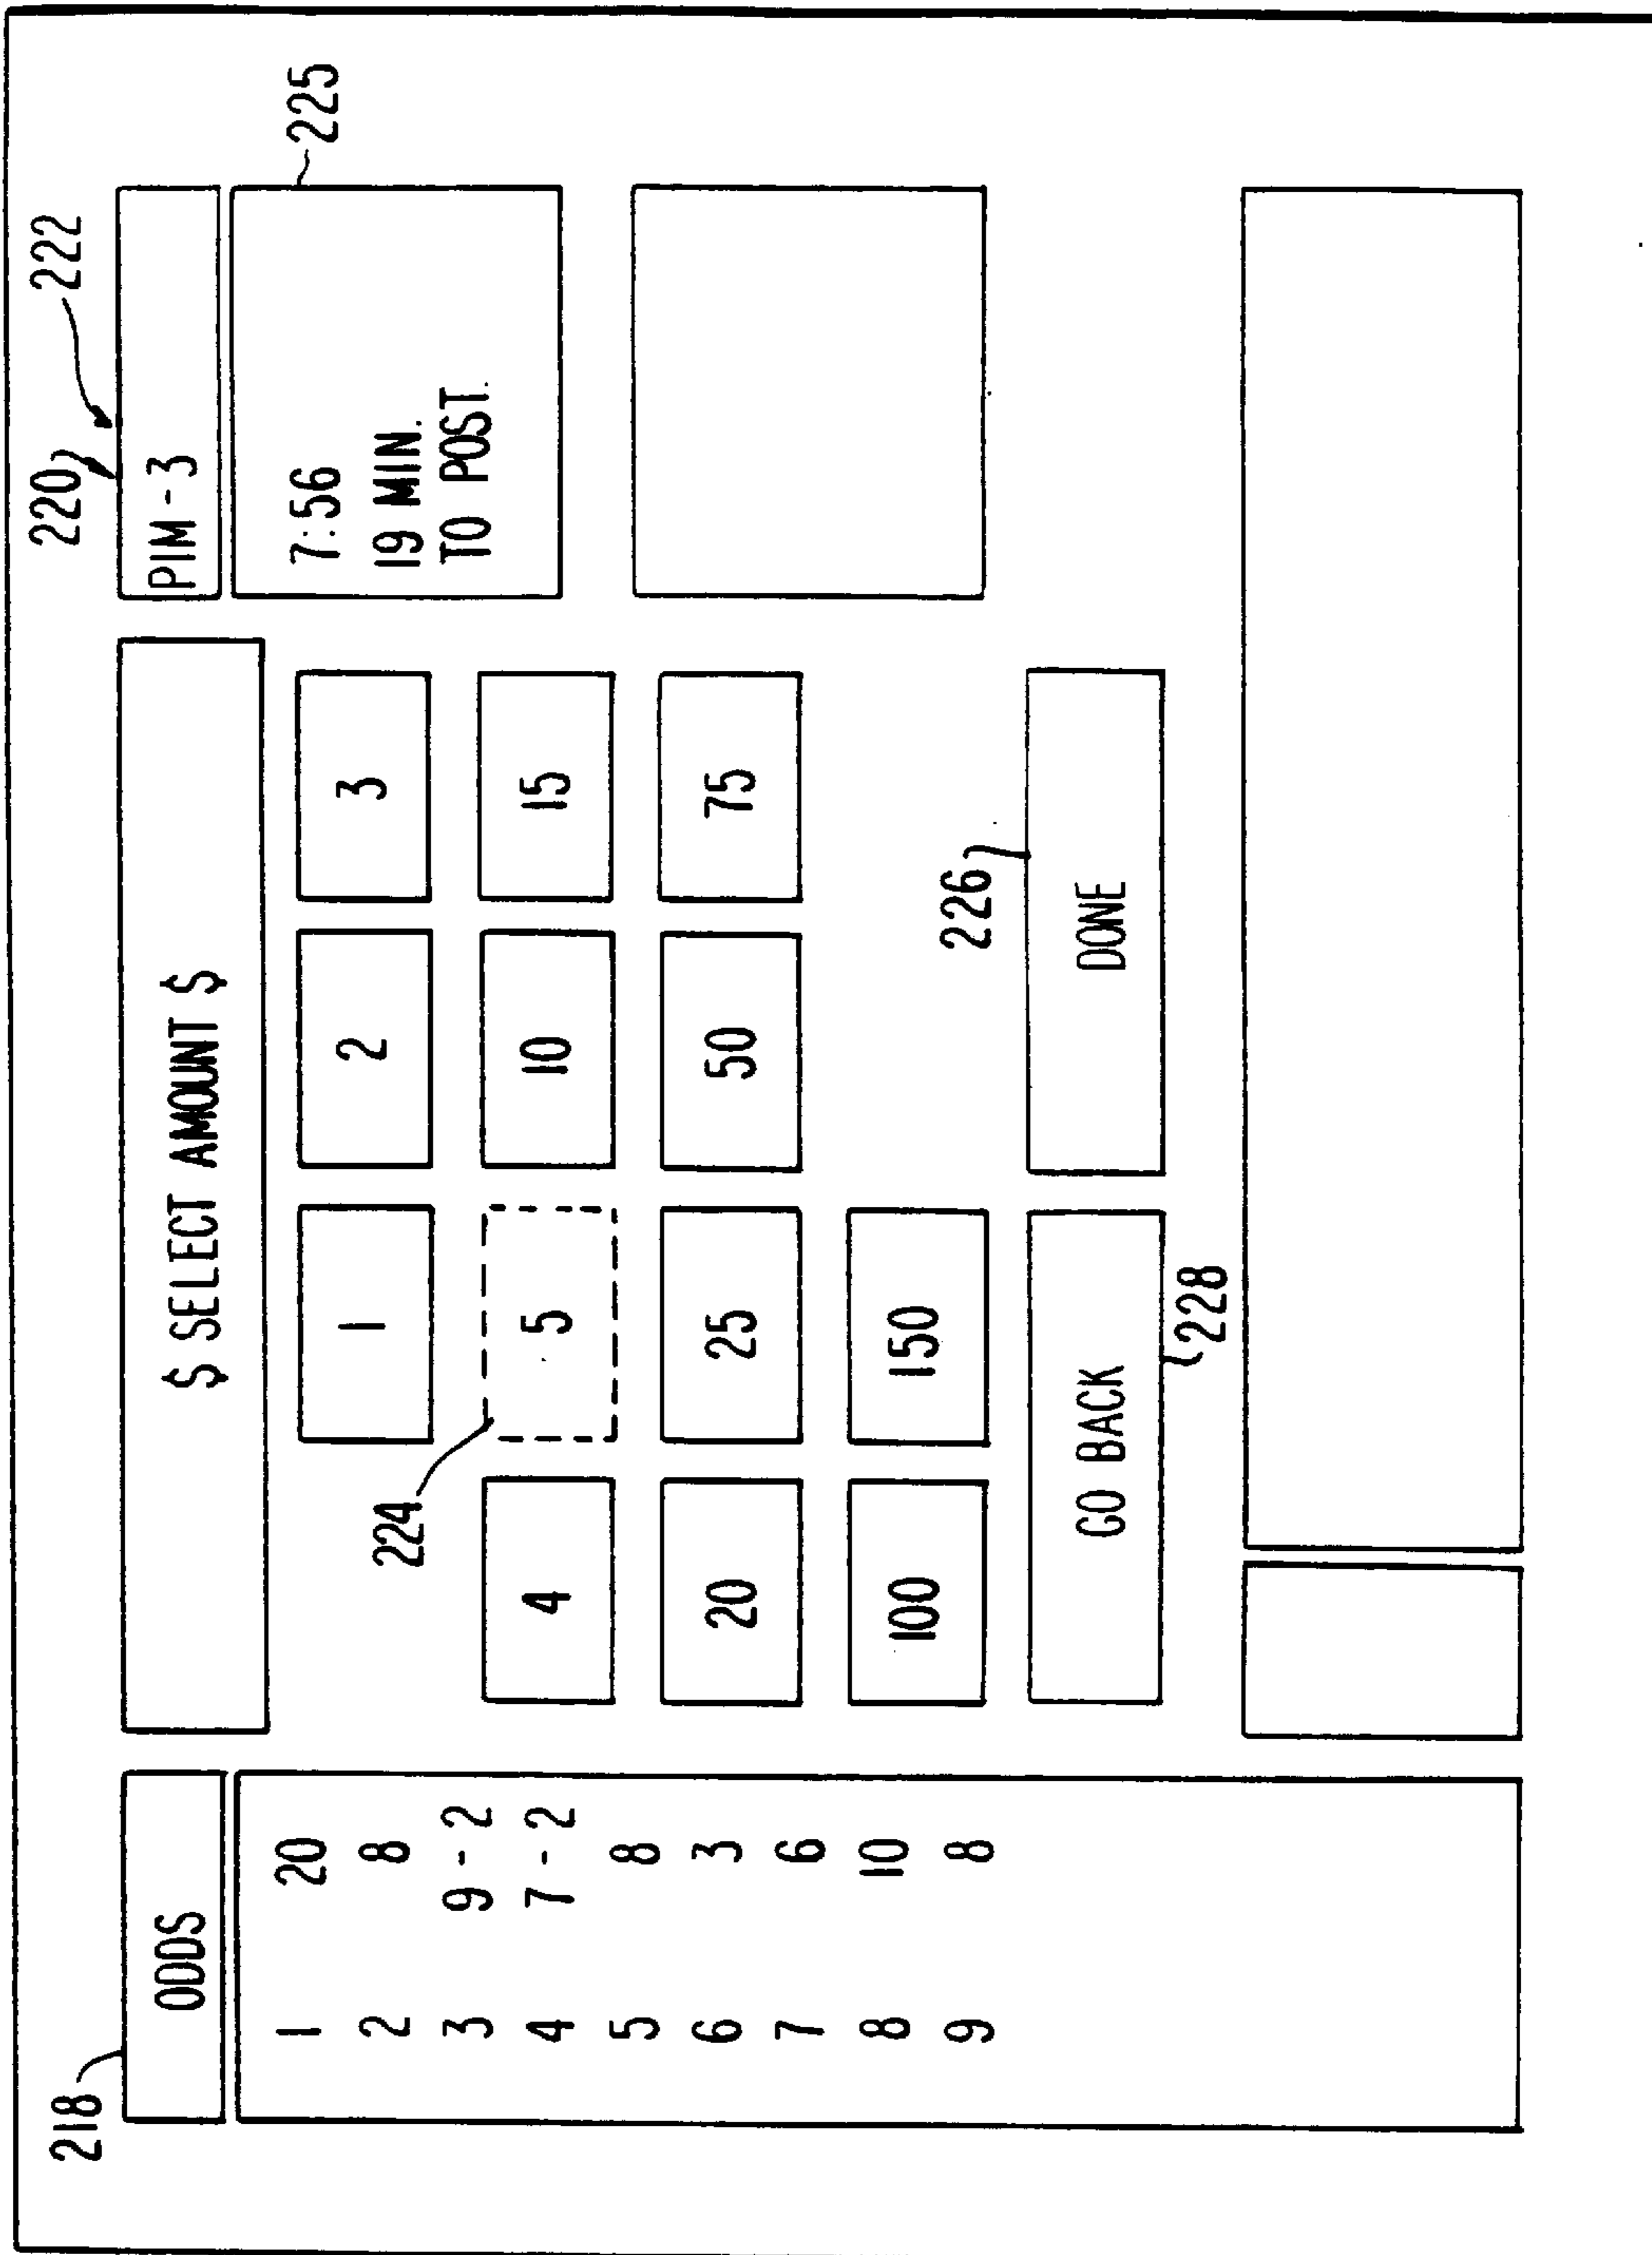 218
ODDS
1 20
2 8
3 9-2
4 7-2
5 8
6 3
7 6
8 10
9 8
$ SELECT AMOUNT $
1 2 3
224
4 5 10 15
20 25 50 75
100 150
226
GO BACK DONE
228
220 222
PIM-3
225
7:56
19 MIN.
TO POST.